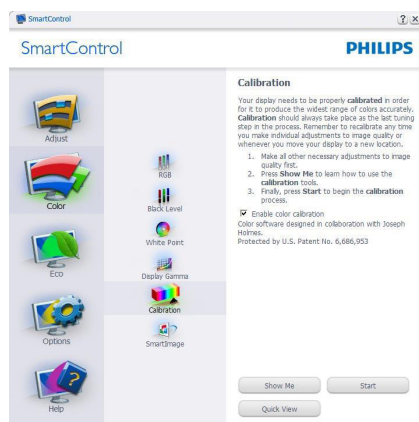 SmartControl
SmartControl
PHILIPS
Adjust
Color
Eco
Options
Help
RGB
Black Level
White Point
Display Gamma
Calibration
SmartImage
Calibration
Your display needs to be properly calibrated in order
for it to produce the widest range of colors accurately.
Calibration should always take place as the last tuning
step in the process. Remember to recalibrate any time
you make individual adjustments to image quality or
whenever you move your display to a new location.
1. Make all other necessary adjustments to image
quality first.
2. Press Show Me to learn how to use the
calibration tools.
3. Finally, press Start to begin the calibration
process.
Enable color calibration
Color software designed in collaboration with Joseph
Holmes.
Protected by U.S. Patent No. 6,686,953
Show Me
Start
Quick View